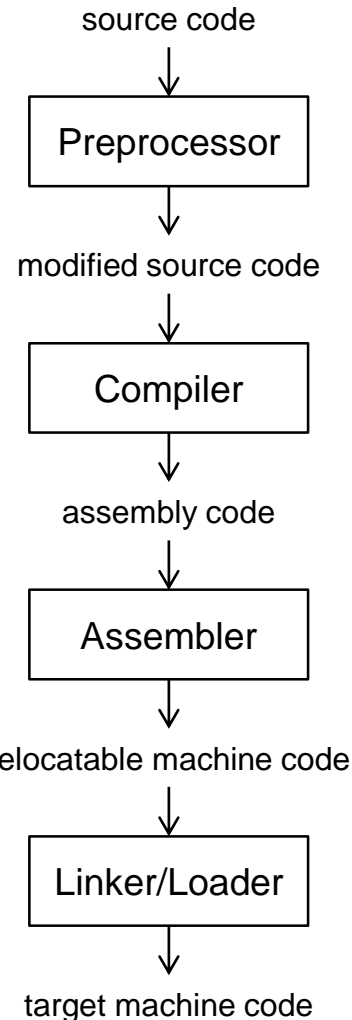 source code
Preprocessor
modified source code
Compiler
assembly code
Assembler
elocatable machine code
Linker/Loader
target machine code